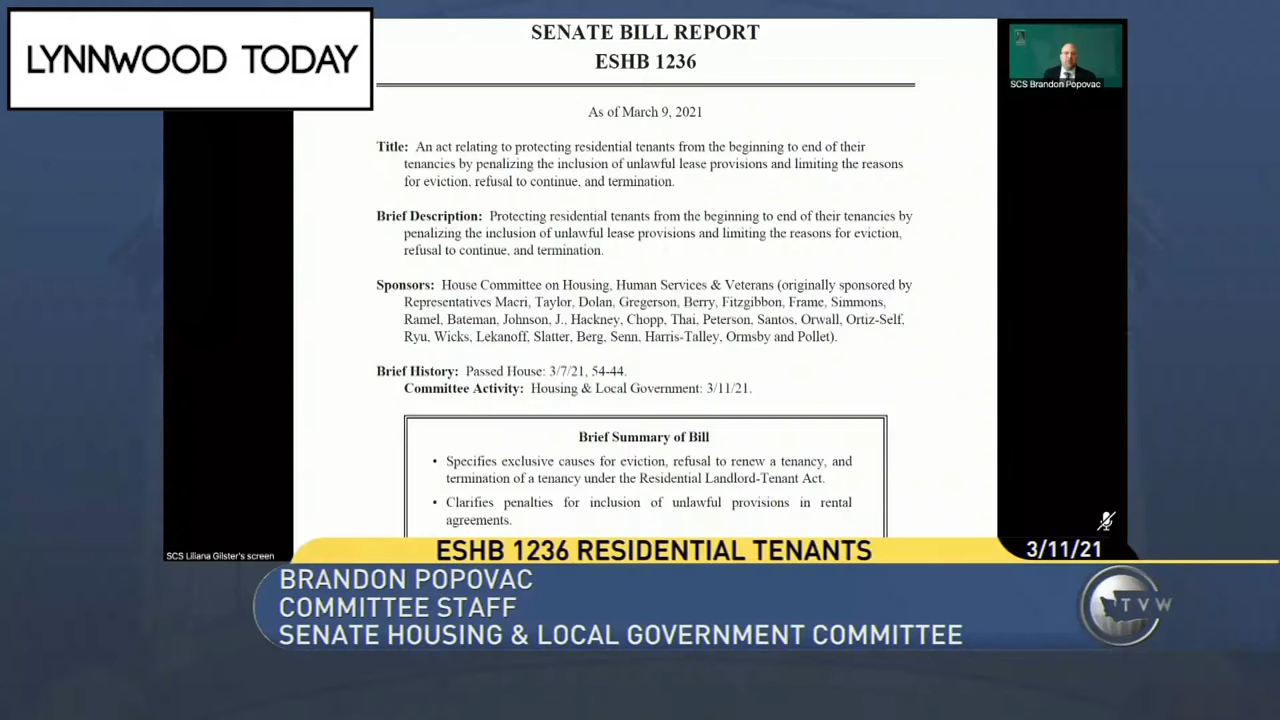 LYNNWOOD TODAY
SENATE BILL REPORT
ESHB 1236
As of March 9, 2021
Title: An act relating to protecting residential tenants from the beginning to end of their
tenancies by penalizing the inclusion of unlawful lease provisions and limiting the reasons
for eviction, refusal to continue, and termination.
Brief Description: Protecting residential tenants from the beginning to end of their tenancies by
penalizing the inclusion of unlawful lease provisions and limiting the reasons for eviction,
refusal to continue, and termination.
Sponsors: House Committee on Housing, Human Services & Veterans (originally sponsored by
Representatives Macri, Taylor, Dolan, Gregerson, Berry, Fitzgibbon, Frame, Simmons,
Ramel, Bateman, Johnson, J., Hackney, Chopp, Thai, Peterson, Santos, Orwall, Ortiz-Self,
Ryu, Wicks, Lekanoff, Slatter, Berg, Senn, Harris-Talley, Ormsby and Pollet).
Brief History: Passed House: 3/7/21, 54-44.
Committee Activity: Housing & Local Government: 3/11/21.
Brief Summary of Bill
• Specifies exclusive causes for eviction, refusal to renew a tenancy, and
termination of a tenancy under the Residential Landlord-Tenant Act.
• Clarifies penalties for inclusion of unlawful provisions in rental
agreements.
SCS Brandon Popovac
SCS Liliana Gilster's screen
ESHB 1236 RESIDENTIAL TENANTS
3/11/21
BRANDON POPOVAC
COMMITTEE STAFF
SENATE HOUSING & LOCAL GOVERNMENT COMMITTEE
TVW